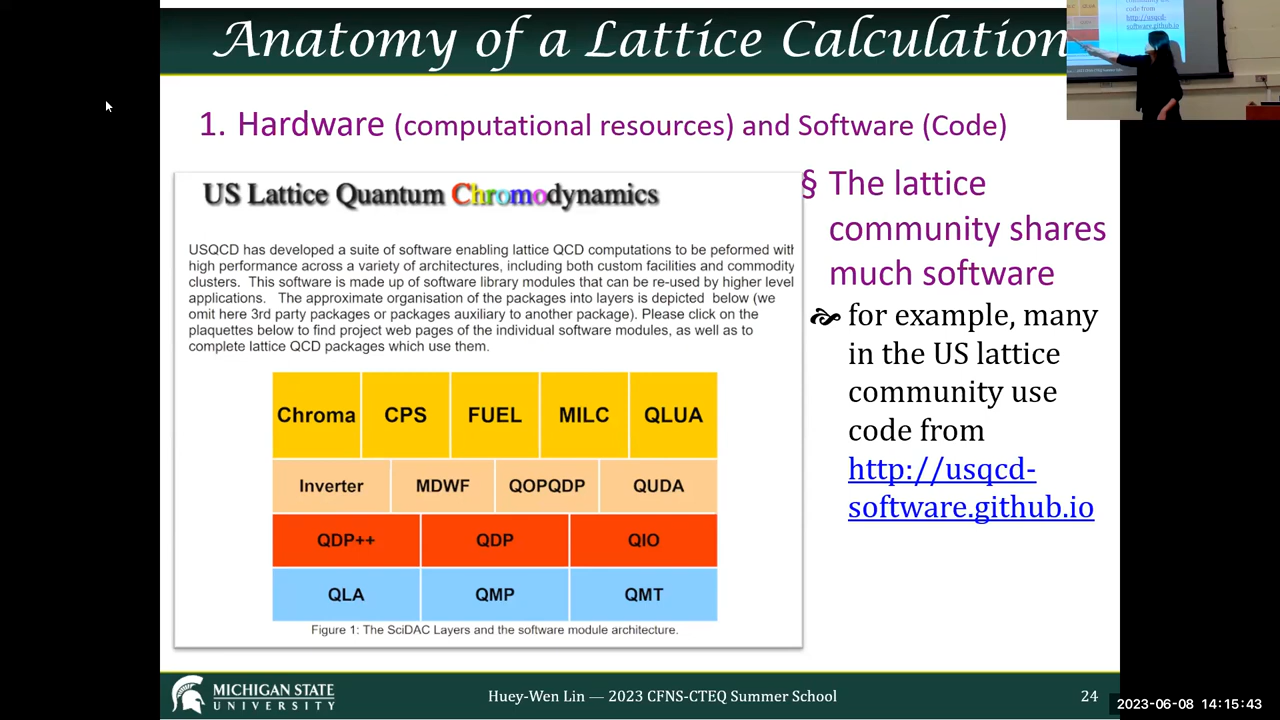 Anatomy of a Lattice Calculation
code from
http://usqcd-
software.github.io
1. Hardware (computational resources) and Software (Code)
US Lattice Quantum Chromodynamics
USQCD has developed a suite of software enabling lattice QCD computations to be peformed with
high performance across a variety of architectures, including both custom facilities and commodity
clusters. This software is made up of software library modules that can be re-used by higher level
applications. The approximate organisation of the packages into layers is depicted below (we
omit here 3rd party packages or packages auxiliary to another package). Please click on the
plaquettes below to find project web pages of the individual software modules, as well as to
complete lattice QCD packages which use them.
Chroma CPS FUEL MILC QLUA
Inverter MDWF QOPQDP QUDA
QDP++ QDP QIO
QLA QMP QMT
Figure 1: The SciDAC Layers and the software module architecture.
§ The lattice
community shares
much software
for example, many
in the US lattice
community use
code from
http://usqcd-
software.github.io
MICHIGAN STATE
UNIVERSITY
Huey-Wen Lin — 2023 CFNS-CTEQ Summer School
24
2023-06-08 14:15:43